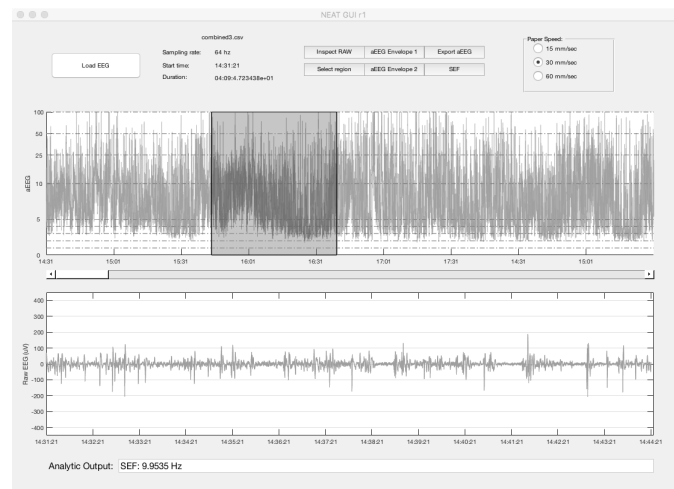 NEAT GUI r1
combined3.csv
Load EEG
Sampling rate: 64 hz
Start time: 14:31:21
Duration: 04:09:4.723438e+01
Inspect RAW aEEG Envelope 1 Export aEEG
Select region aEEG Envelope 2 SEF
Paper Speed:
15 mm/sec
30 mm/sec
60 mm/sec
aEEG
100
50
25
10
5
0
14:31 15:01 15:31 16:01 16:31 17:01 17:31 14:31 15:01
Raw EEG (uV)
400
300
200
100
0
-100
-200
-300
-400
14:31:21 14:32:21 14:33:21 14:34:21 14:35:21 14:36:21 14:37:21 14:38:21 14:39:21 14:40:21 14:41:21 14:42:21 14:43:21 14:44:21
Analytic Output: SEF: 9.9535 Hz